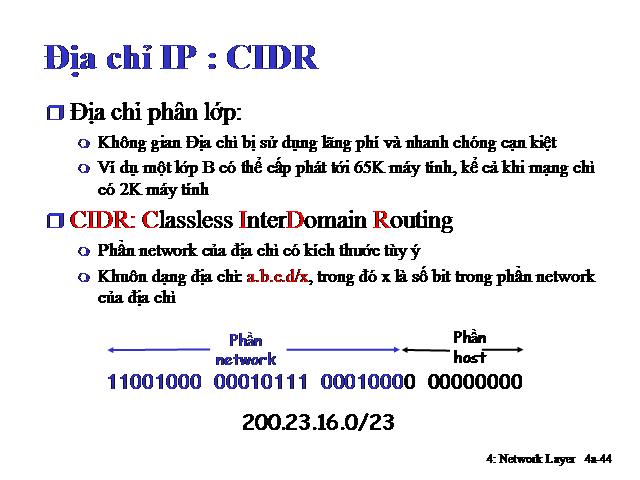 Địa chỉ IP : CIDR
Địa chỉ phân lớp:
Không gian Địa chỉ bị sử dụng lãng phí và nhanh chóng cạn kiệt
Ví dụ một lớp B có thể cấp phát tới 65K máy tính, kể cả khi mạng chỉ
có 2K máy tính
CIDR: Classless InterDomain Routing
Phần network của địa chỉ có kích thước tùy ý
Khuôn dạng địa chỉ: a.b.c.d/x, trong đó x là số bit trong phần network
của địa chỉ
Phần
network
Phần
host
11001000 00010111 00010000 00000000
200.23.16.0/23
4: Network Layer 4a-44